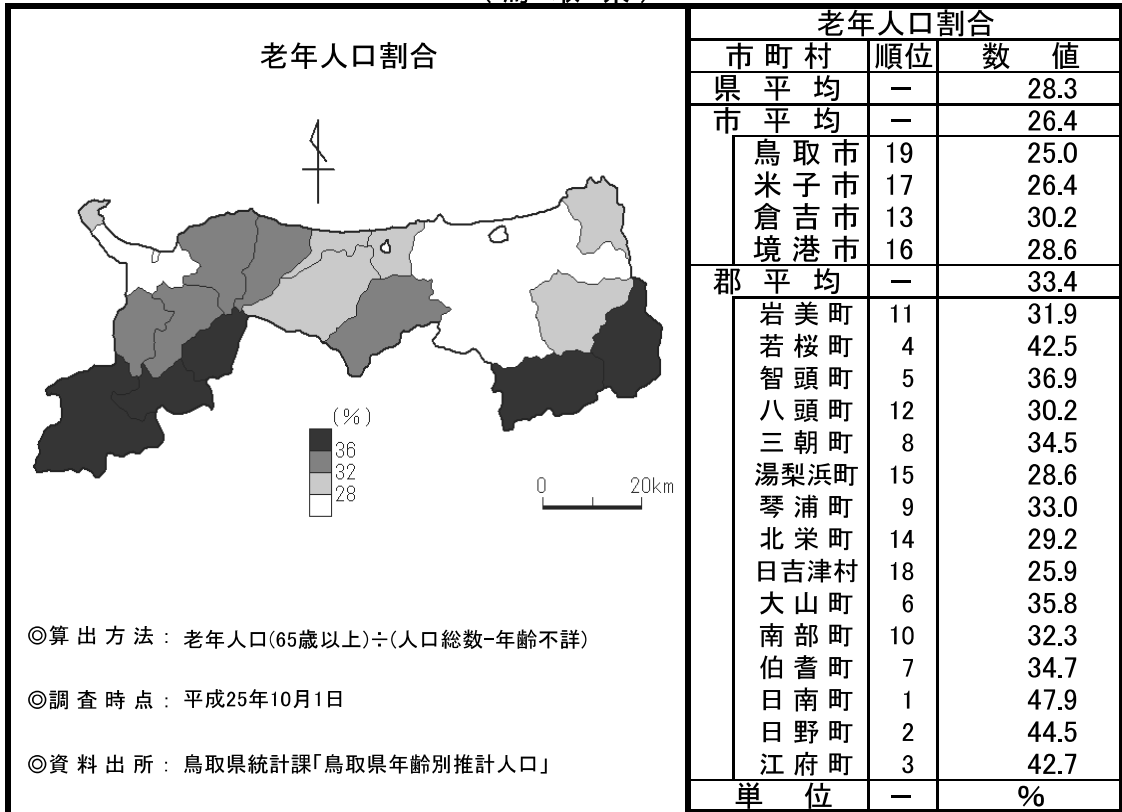 老年人口割合
(%)
36
32
28
0 20km
◎算出方法： 老年人口(65歳以上)÷(人口総数-年齢不詳)
◎調査時点： 平成25年10月1日
◎資料出所： 鳥取県統計課「鳥取県年齢別推計人口」
老年人口割合
市町村 順位 数値
県平均 － 28.3
市平均 － 26.4
鳥取市 19 25.0
米子市 17 26.4
倉吉市 13 30.2
境港市 16 28.6
郡平均 － 33.4
岩美町 11 31.9
若桜町 4 42.5
智頭町 5 36.9
八頭町 12 30.2
三朝町 8 34.5
湯梨浜町 15 28.6
琴浦町 9 33.0
北栄町 14 29.2
日吉津村 18 25.9
大山町 6 35.8
南部町 10 32.3
伯耆町 7 34.7
日南町 1 47.9
日野町 2 44.5
江府町 3 42.7
単位 － %